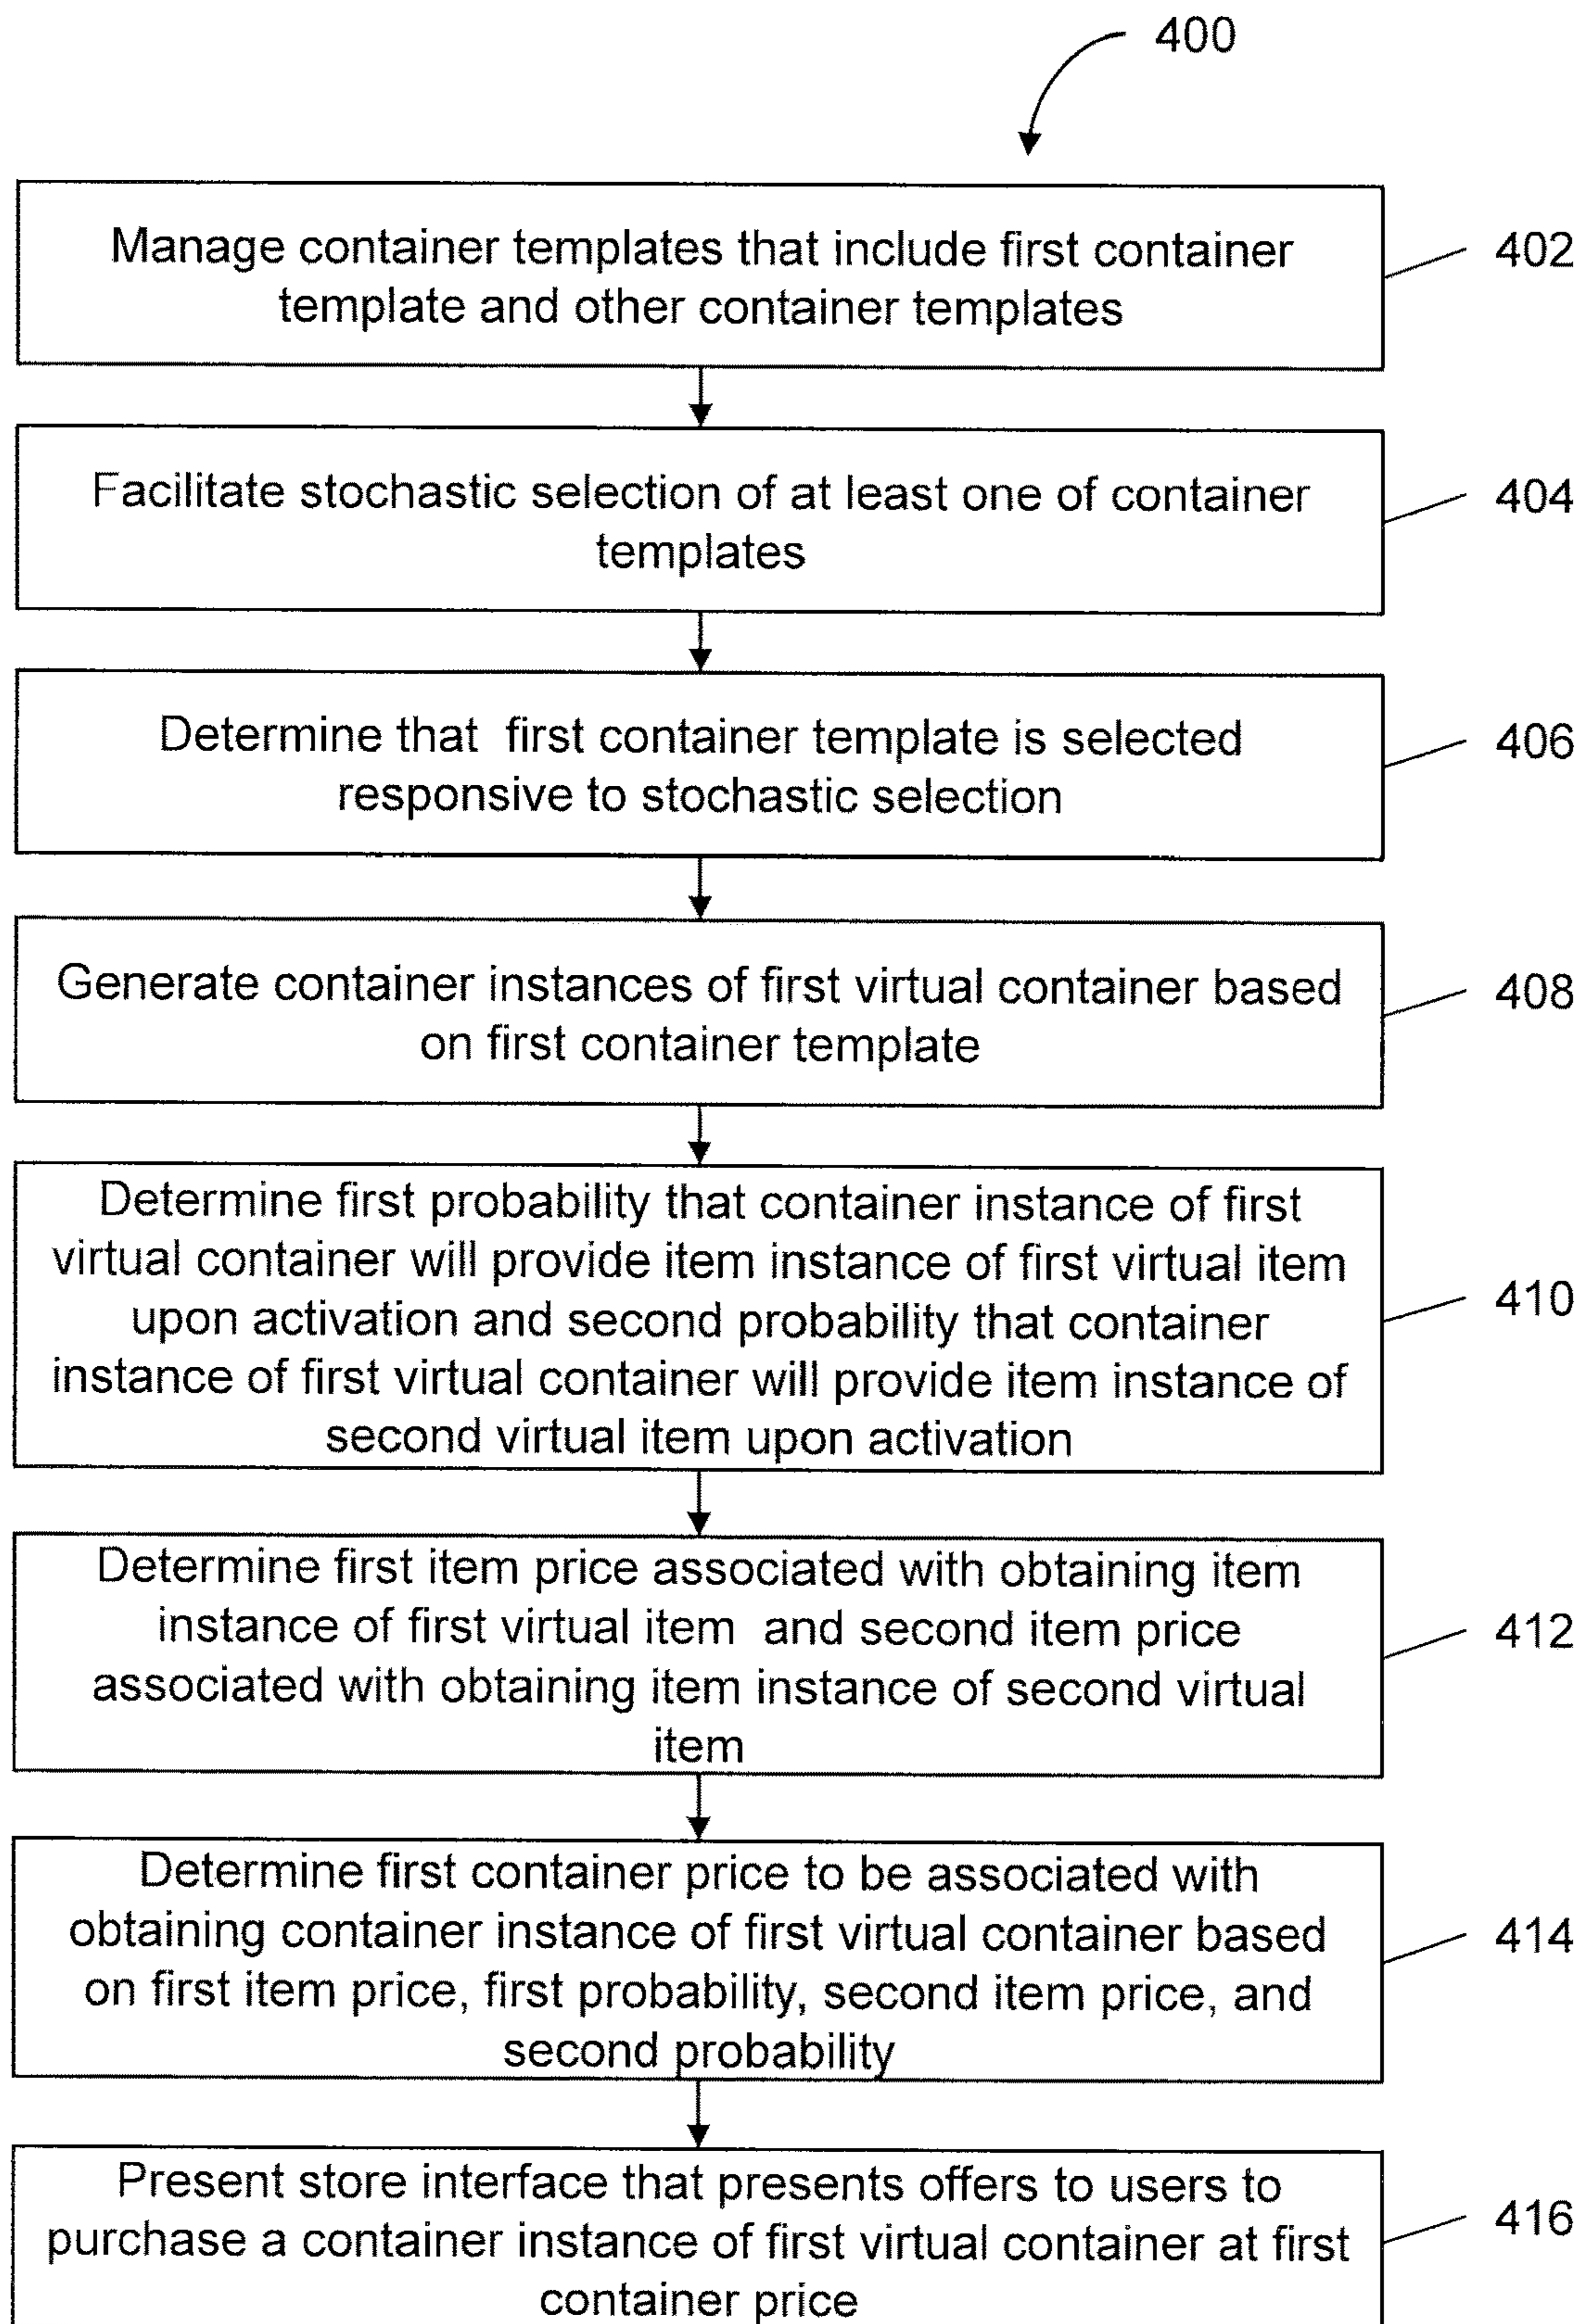 400
Manage container templates that include first container
template and other container templates
402
Facilitate stochastic selection of at least one of container
templates
404
Determine that first container template is selected
responsive to stochastic selection
406
Generate container instances of first virtual container based
on first container template
408
Determine first probability that container instance of first
virtual container will provide item instance of first virtual item
upon activation and second probability that container
instance of first virtual container will provide item instance of
second virtual item upon activation
410
Determine first item price associated with obtaining item
instance of first virtual item and second item price
associated with obtaining item instance of second virtual
item
412
Determine first container price to be associated with
obtaining container instance of first virtual container based
on first item price, first probability, second item price, and
second probability
414
Present store interface that presents offers to users to
purchase a container instance of first virtual container at first
container price
416